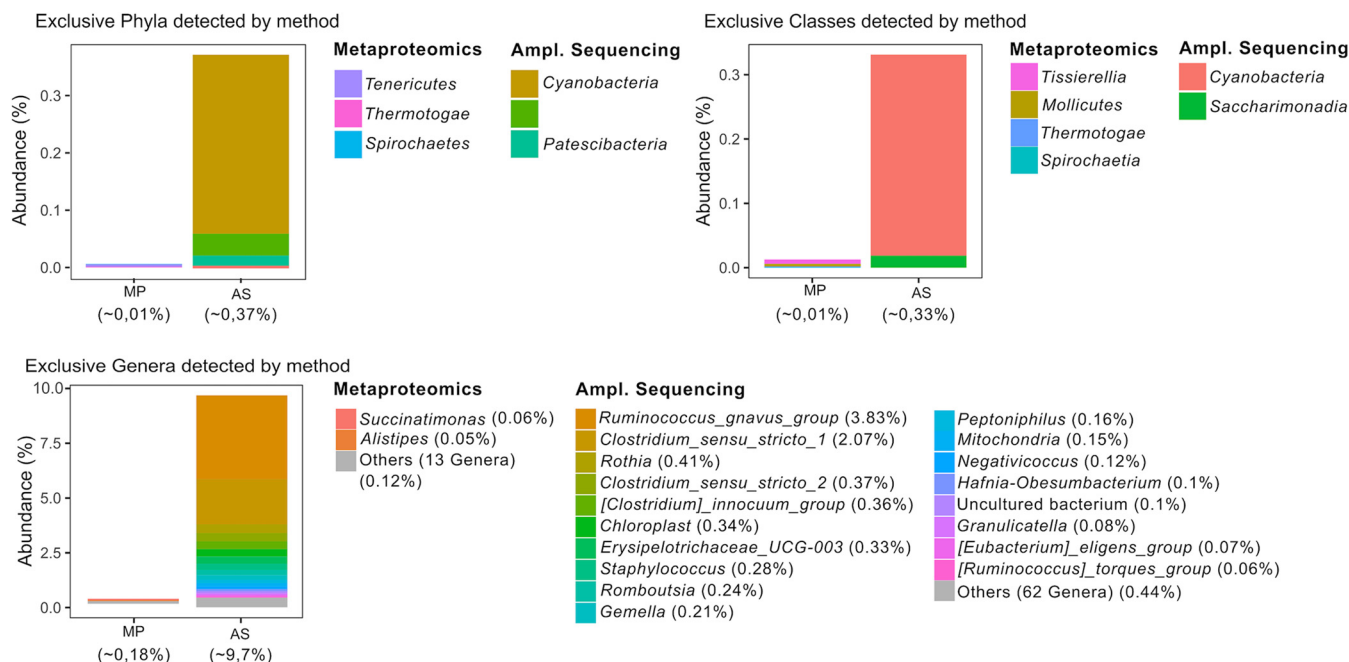 Exclusive Phyla detected by method
Abundance (%)
0.3
0.2
0.1
0.0
MP
(~0,01%)
AS
(~0,37%)
Metaproteomics
Tenericutes
Thermotogae
Spirochaetes
Ampl. Sequencing
Cyanobacteria
Patescibacteria
Exclusive Classes detected by method
Abundance (%)
0.3
0.2
0.1
0.0
MP
(~0,01%)
AS
(~0,33%)
Metaproteomics
Tissierellia
Mollicutes
Thermotogae
Spirochaetia
Ampl. Sequencing
Cyanobacteria
Saccharimonadia
Exclusive Genera detected by method
Abundance (%)
10.0
7.5
5.0
2.5
0.0
MP
(~0,18%)
AS
(~9,7%)
Metaproteomics
Succinatimonas (0.06%)
Alistipes (0.05%)
Others (13 Genera)
(0.12%)
Ampl. Sequencing
Ruminococcus_gnavus_group (3.83%)
Clostridium_sensu_stricto_1 (2.07%)
Rothia (0.41%)
Clostridium_sensu_stricto_2 (0.37%)
[Clostridium]_innocuum_group (0.36%)
Chloroplast (0.34%)
Erysipelotrichaceae_UCG-003 (0.33%)
Staphylococcus (0.28%)
Romboutsia (0.24%)
Gemella (0.21%)
Peptoniphilus (0.16%)
Mitochondria (0.15%)
Negativicoccus (0.12%)
Hafnia-Obesumbacterium (0.1%)
Uncultured bacterium (0.1%)
Granulicatella (0.08%)
[Eubacterium]_eligens_group (0.07%)
[Ruminococcus]_torques_group (0.06%)
Others (62 Genera) (0.44%)